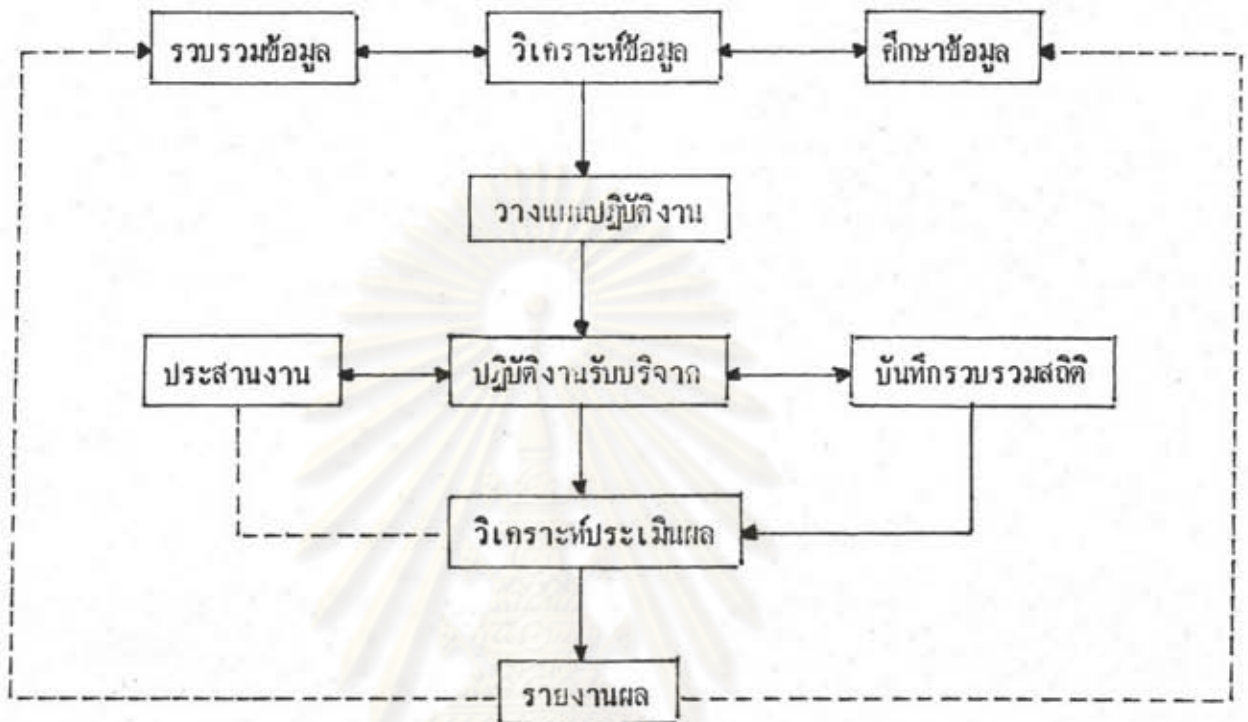 รวบรวมข้อมูล
วิเคราะห์ข้อมูล
ศึกษาข้อมูล
วางแผนปฏิบัติงาน
ประสานงาน
ปฏิบัติงานรับบริจาก
บันทึกรวบรวมสถิติ
วิเคราะห์ประเมินผล
รายงานผล